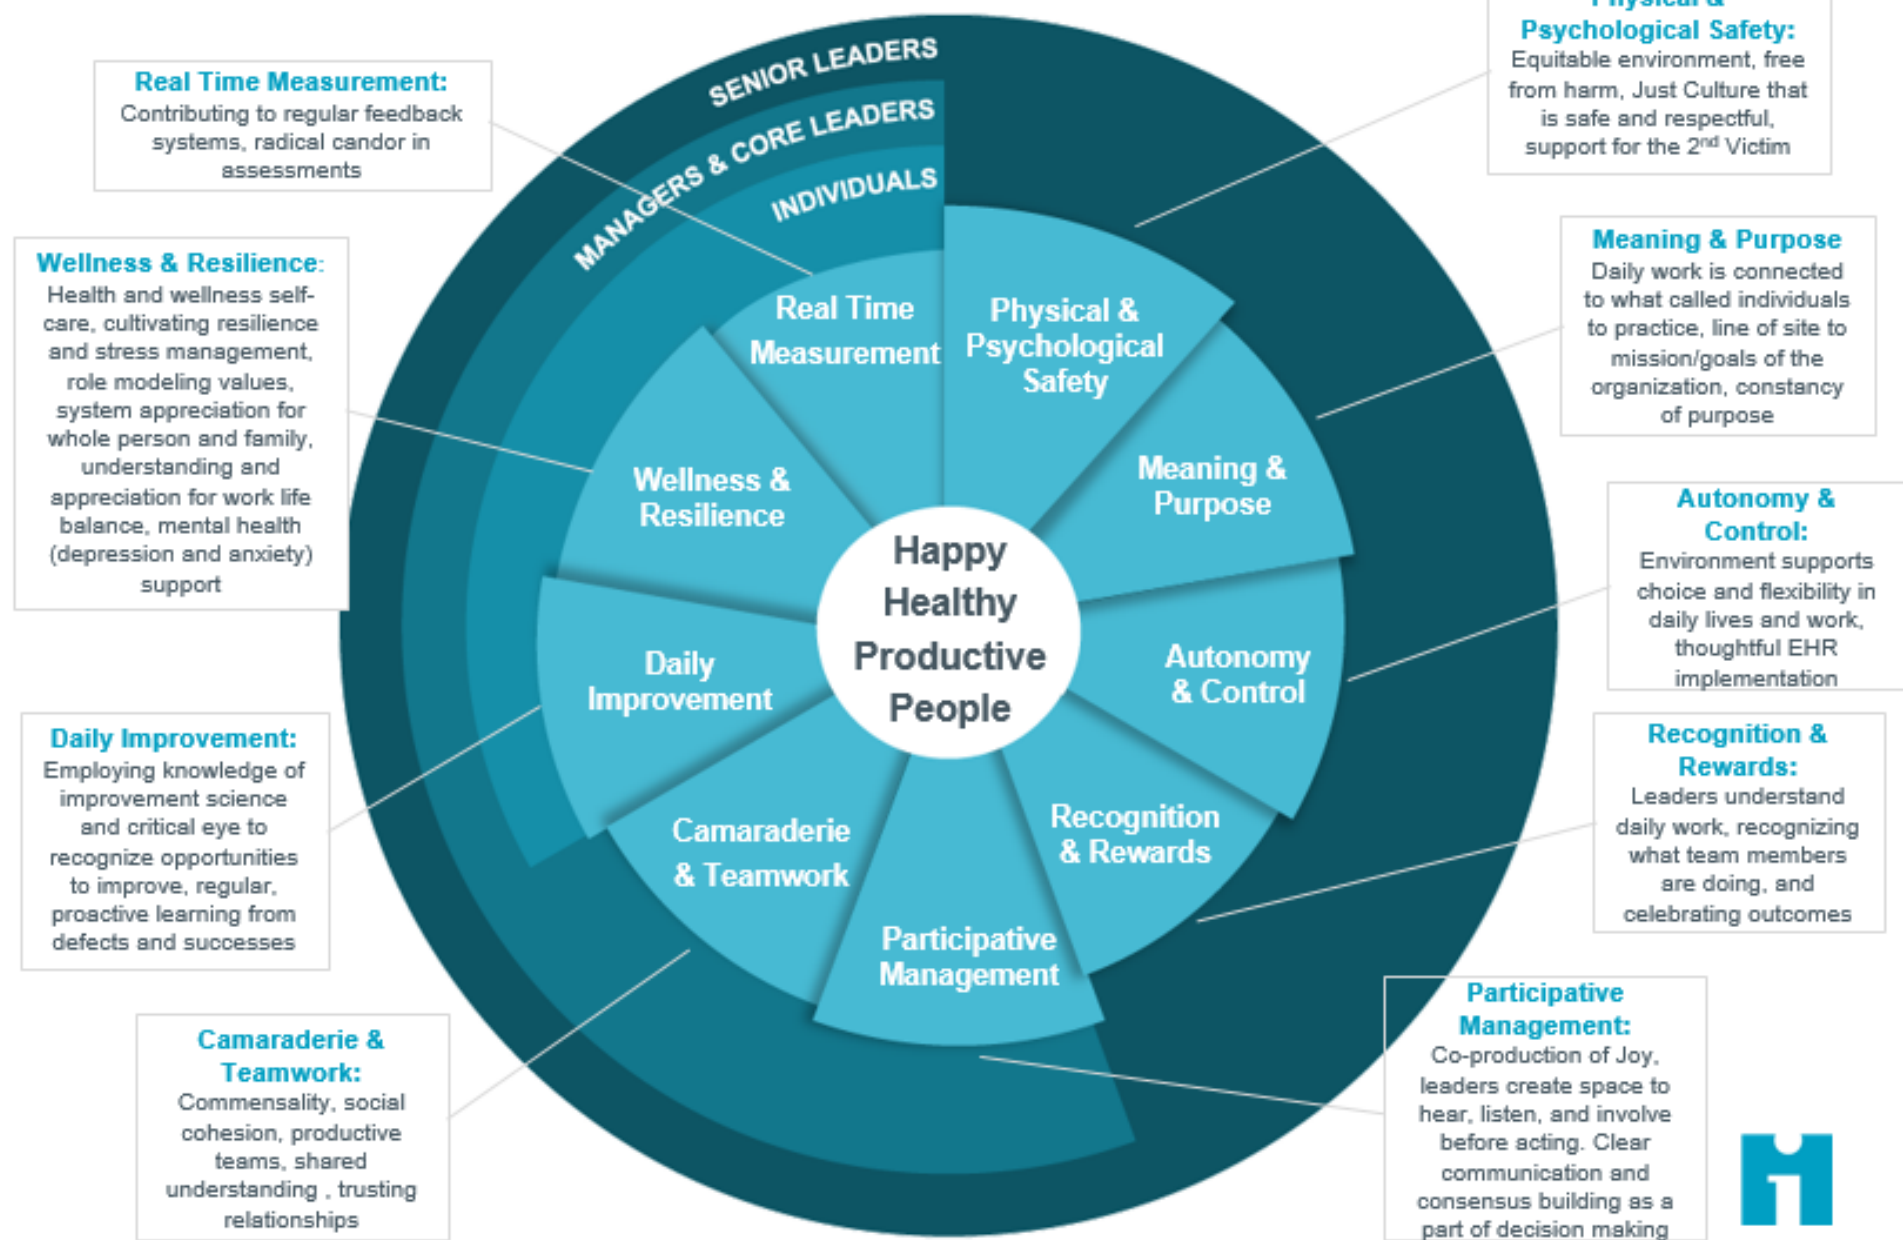 Real Time Measurement:
Contributing to regular feedback
systems, radical candor in
assessments
Wellness & Resilience:
Health and wellness self-
care, cultivating resilience
and stress management,
role modeling values,
system appreciation for
whole person and family,
understanding and
appreciation for work life
balance, mental health
(depression and anxiety)
support
Daily Improvement:
Employing knowledge of
improvement science
and critical eye to
recognize opportunities
to improve, regular,
proactive learning from
defects and successes
Camaraderie &
Teamwork:
Commensality, social
cohesion, productive
teams, shared
understanding , trusting
relationships
SENIOR LEADERS
MANAGERS & CORE LEADERS
INDIVIDUALS
Real Time
Measurement
Physical &
Psychological
Safety
Meaning &
Purpose
Autonomy
& Control
Recognition
& Rewards
Participative
Management
Camaraderie
& Teamwork
Daily
Improvement
Wellness &
Resilience
Happy
Healthy
Productive
People
Physical &
Psychological Safety:
Equitable environment, free
from harm, Just Culture that
is safe and respectful,
support for the 2nd Victim
Meaning & Purpose
Daily work is connected
to what called individuals
to practice, line of site to
mission/goals of the
organization, constancy
of purpose
Autonomy &
Control:
Environment supports
choice and flexibility in
daily lives and work,
thoughtful EHR
implementation
Recognition &
Rewards:
Leaders understand
daily work, recognizing
what team members
are doing, and
celebrating outcomes
Participative
Management:
Co-production of Joy,
leaders create space to
hear, listen, and involve
before acting. Clear
communication and
consensus building as a
part of decision making